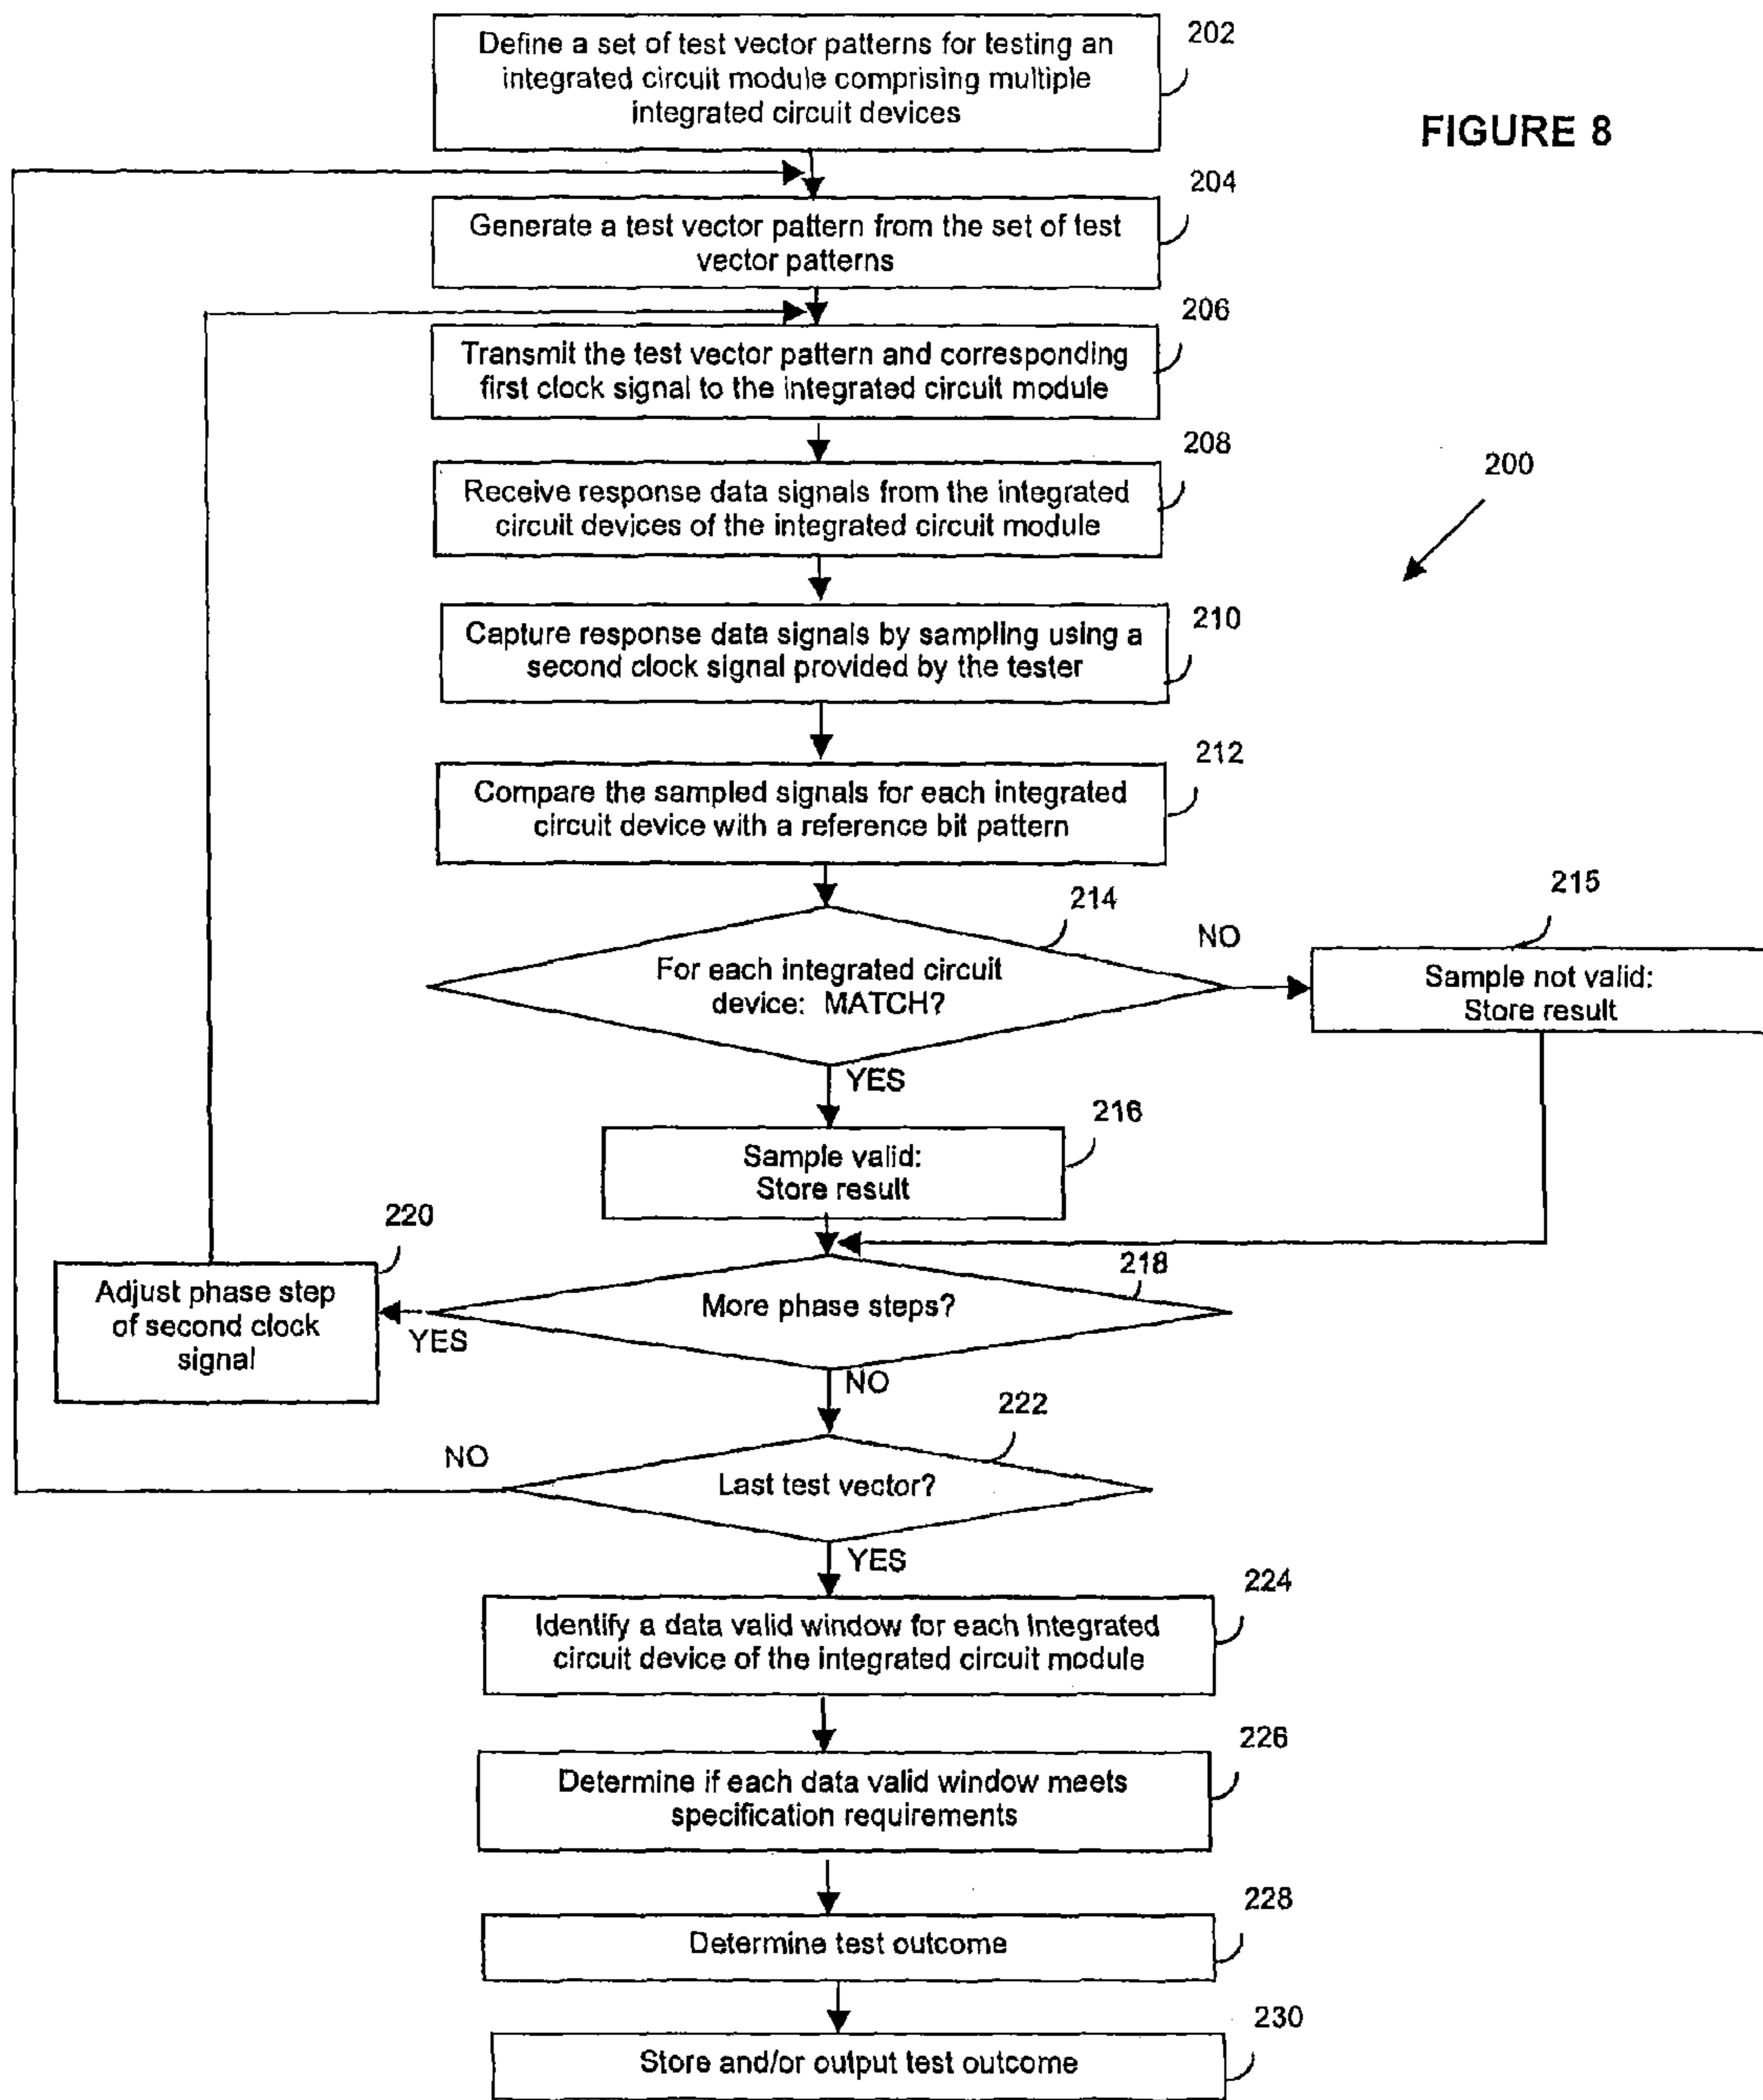 Define a set of test vector patterns for testing an
integrated circuit module comprising multiple
integrated circuit devices
202
FIGURE 8
204
Generate a test vector pattern from the set of test
vector patterns
206
Transmit the test vector pattern and corresponding
first clock signal to the integrated circuit module
208
Receive response data signals from the integrated
circuit devices of the integrated circuit module
200
210
Capture response data signals by sampling using a
second clock signal provided by the tester
212
Compare the sampled signals for each integrated
circuit device with a reference bit pattern
214
For each integrated circuit
device: MATCH?
NO
215
Sample not valid:
Store result
YES
216
Sample valid:
Store result
220
Adjust phase step
of second clock
signal
218
More phase steps?
YES
NO
222
Last test vector?
NO
YES
224
Identify a data valid window for each integrated
circuit device of the integrated circuit module
226
Determine if each data valid window meets
specification requirements
228
Determine test outcome
230
Store and/or output test outcome